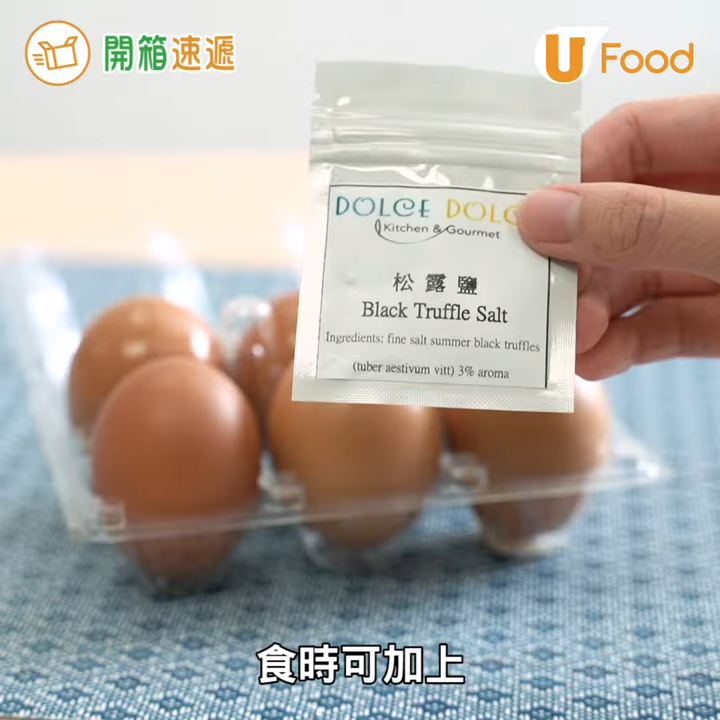 開箱速遞
U Food
DOLCE DOLC
Kitchen & Gourmet
松露鹽
Black Truffle Salt
Ingredients: fine salt summer black truffles
(tuber aestivum vitt) 3% aroma
食時可加上